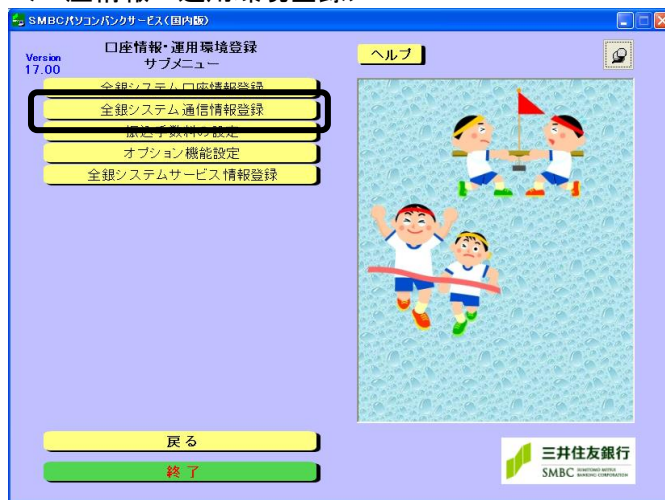 SMBCパソコンバンクサービス(国内版)
Version
17.00
口座情報・運用環境登録
サブメニュー
ヘルプ
全銀システム口座情報登録
全銀システム通信情報登録
振込手数料の設定
オプション機能設定
全銀システムサービス情報登録
戻る
終了
三井住友銀行
SMBC